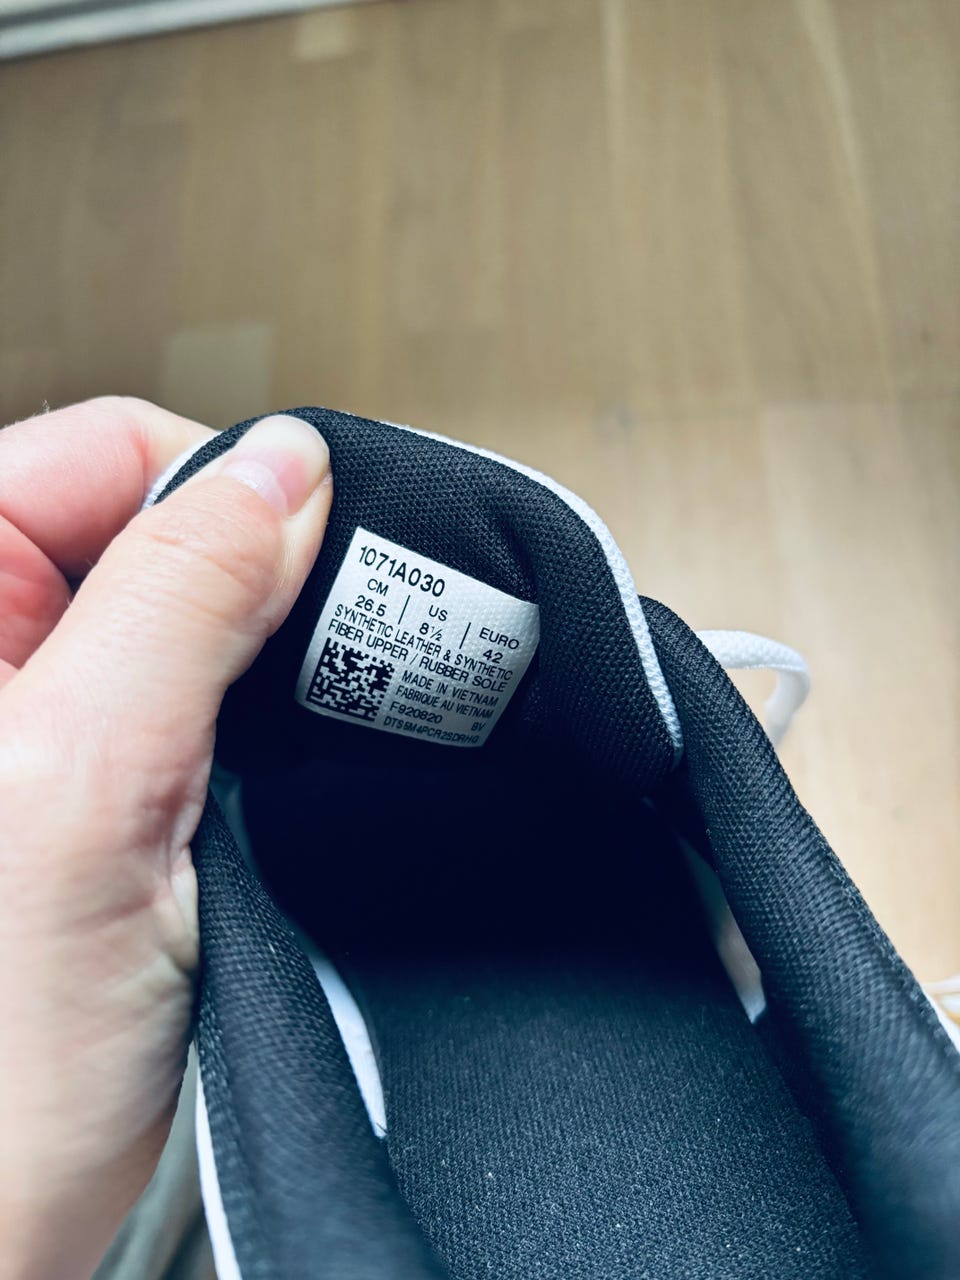 1071A030
CM | US | EURO
26.5 | 8½ | 42
SYNTHETIC LEATHER & SYNTHETIC
FIBER UPPER / RUBBER SOLE
MADE IN VIETNAM
FABRIQUE AU VIETNAM
F920820 BV